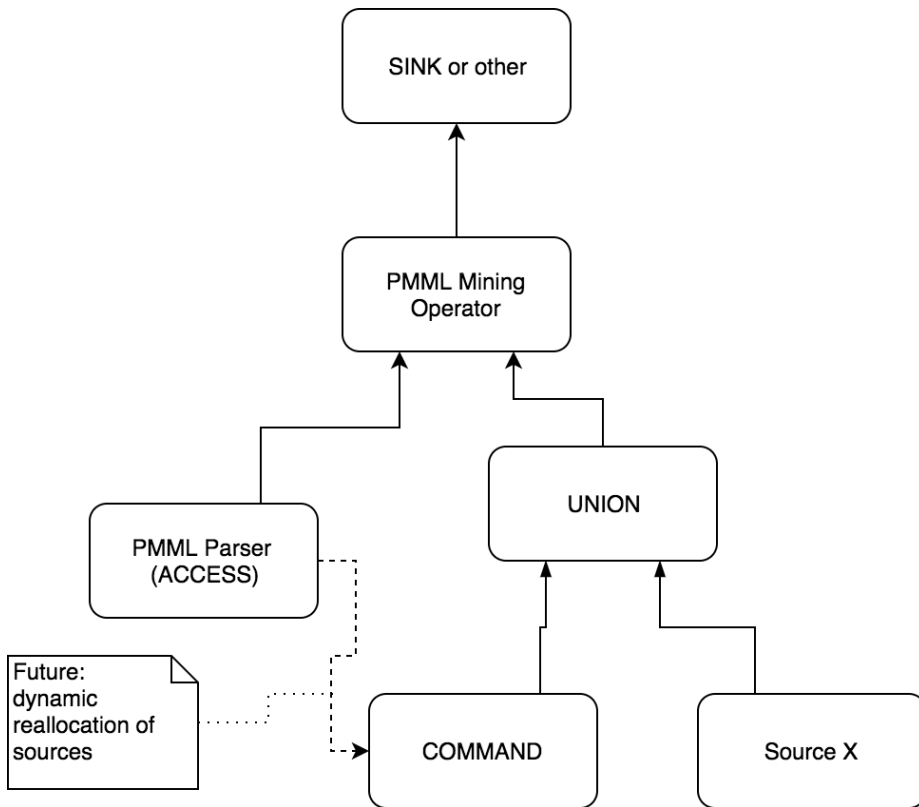 SINK or other
PMML Mining
Operator
UNION
PMML Parser
(ACCESS)
Future:
dynamic
reallocation of
sources
COMMAND
Source X